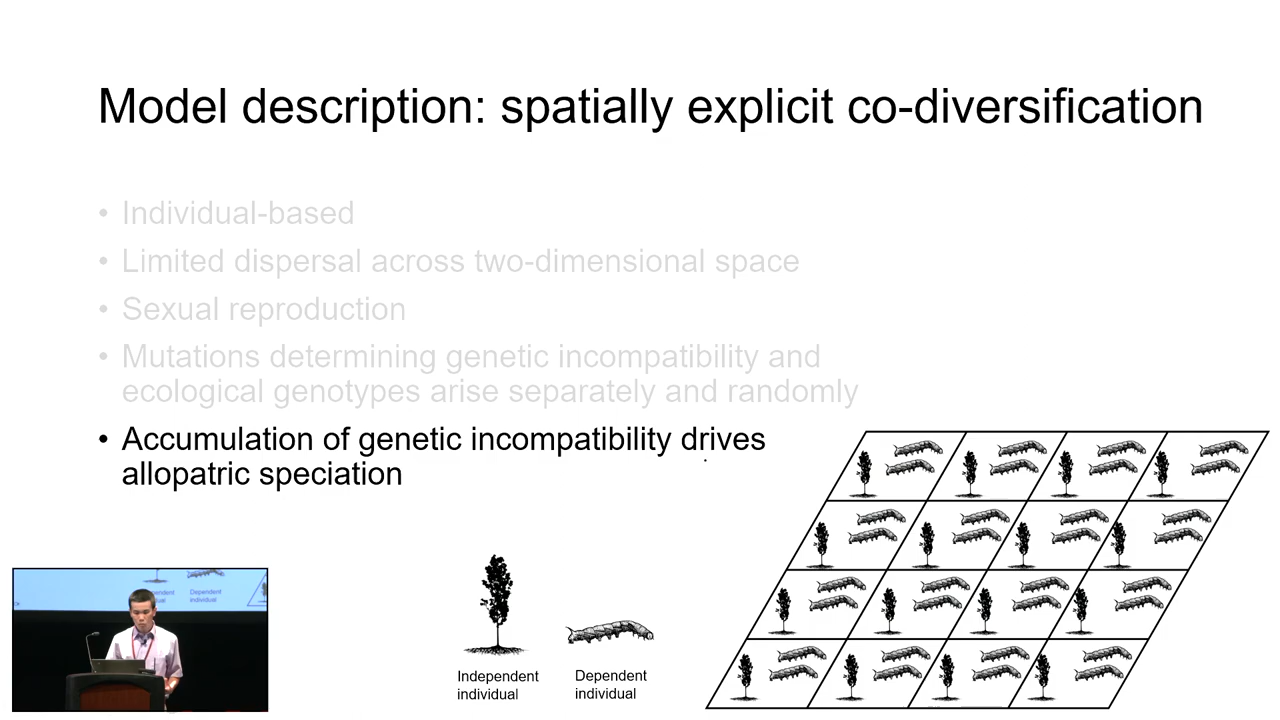 Model description: spatially explicit co-diversification
• Individual-based
• Limited dispersal across two-dimensional space
• Sexual reproduction
• Mutations determining genetic incompatibility and
ecological genotypes arise separately and randomly
• Accumulation of genetic incompatibility drives
allopatric speciation
Independent
individual
Dependent
individual
Dependent
individual